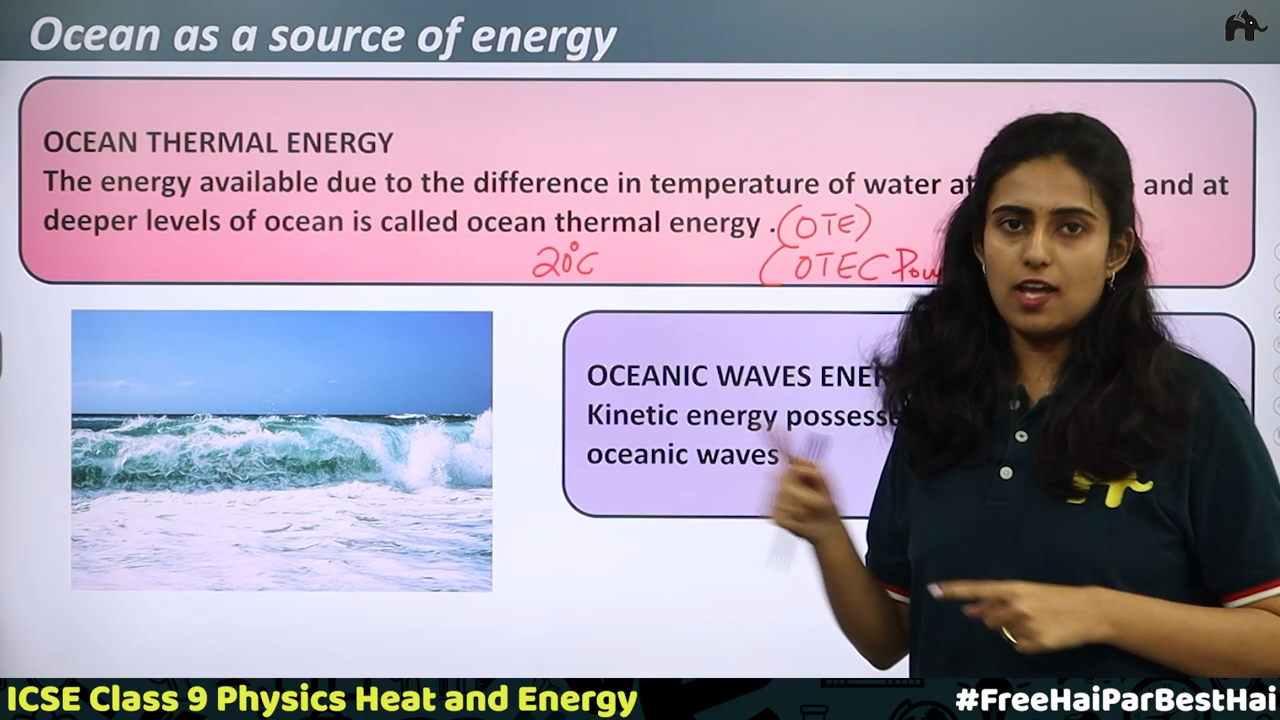 Ocean as a source of energy
OCEAN THERMAL ENERGY
The energy available due to the difference in temperature of water at and at
deeper levels of ocean is called ocean thermal energy . (OTE)
20°C (OTEC
OCEANIC WAVES
Kinetic energy
oceanic waves
ICSE Class 9 Physics Heat and Energy
#FreeHaiParBestHai